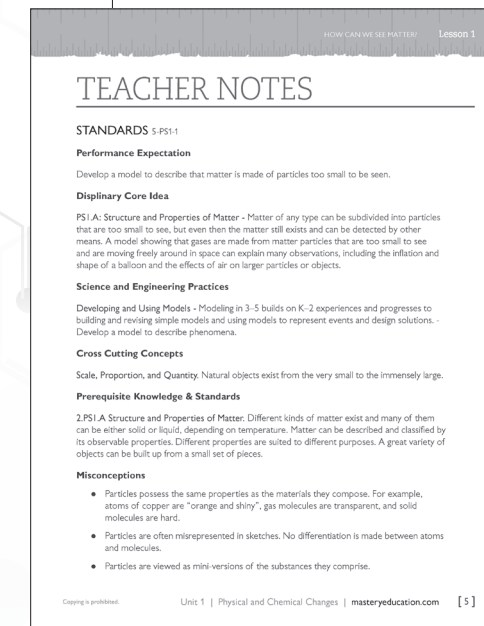 HOW CAN WE SEE MATTER? Lesson 1
TEACHER NOTES
STANDARDS 5-PS1-1
Performance Expectation
Develop a model to describe that matter is made of particles too small to be seen.
Displinary Core Idea
PS1.A: Structure and Properties of Matter - Matter of any type can be subdivided into particles
that are too small to see, but even then the matter still exists and can be detected by other
means. A model showing that gases are made from matter particles that are too small to see
and are moving freely around in space can explain many observations, including the inflation and
shape of a balloon and the effects of air on larger particles or objects.
Science and Engineering Practices
Developing and Using Models - Modeling in 3–5 builds on K–2 experiences and progresses to
building and revising simple models and using models to represent events and design solutions. -
Develop a model to describe phenomena.
Cross Cutting Concepts
Scale, Proportion, and Quantity. Natural objects exist from the very small to the immensely large.
Prerequisite Knowledge & Standards
2.PS1.A Structure and Properties of Matter. Different kinds of matter exist and many of them
can be either solid or liquid, depending on temperature. Matter can be described and classified by
its observable properties. Different properties are suited to different purposes. A great variety of
objects can be built up from a small set of pieces.
Misconceptions
● Particles possess the same properties as the materials they compose. For example,
atoms of copper are “orange and shiny”, gas molecules are transparent, and solid
molecules are hard.
● Particles are often misrepresented in sketches. No differentiation is made between atoms
and molecules.
● Particles are viewed as mini-versions of the substances they comprise.
Copying is prohibited. Unit 1 | Physical and Chemical Changes | masteryeducation.com [ 5 ]